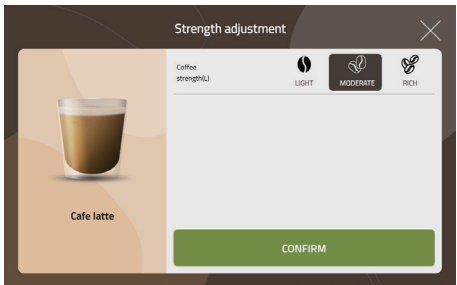 Strength adjustment
Coffee
strength(L)
LIGHT
MODERATE
RICH
Cafe latte
CONFIRM